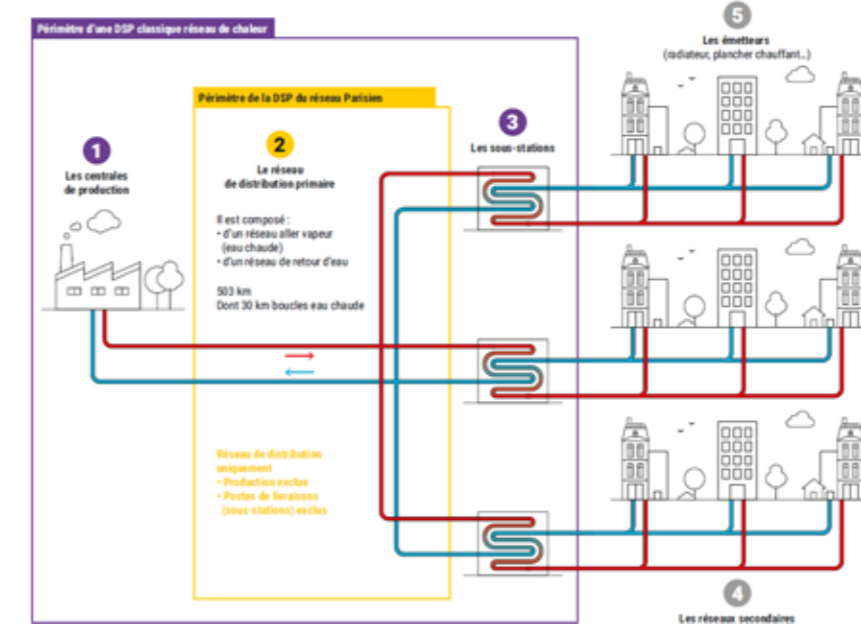 Périmètre d'une DSP classique réseau de chaleur
Périmètre de la DSP du réseau Parisien
1
Les centrales
de production
2
Le réseau
de distribution primaire
Il est composé :
• d'un réseau aller vapeur
(eau chaude)
• d'un réseau de retour d'eau
503 km
Dont 30 km boucles eau chaude
Réseau de distribution
uniquement
• Production exclue
• Postes de livraisons
(sous-stations) exclus
3
Les sous-stations
5
Les émetteurs
(radiateur, plancher chauffant...)
4
Les réseaux secondaires